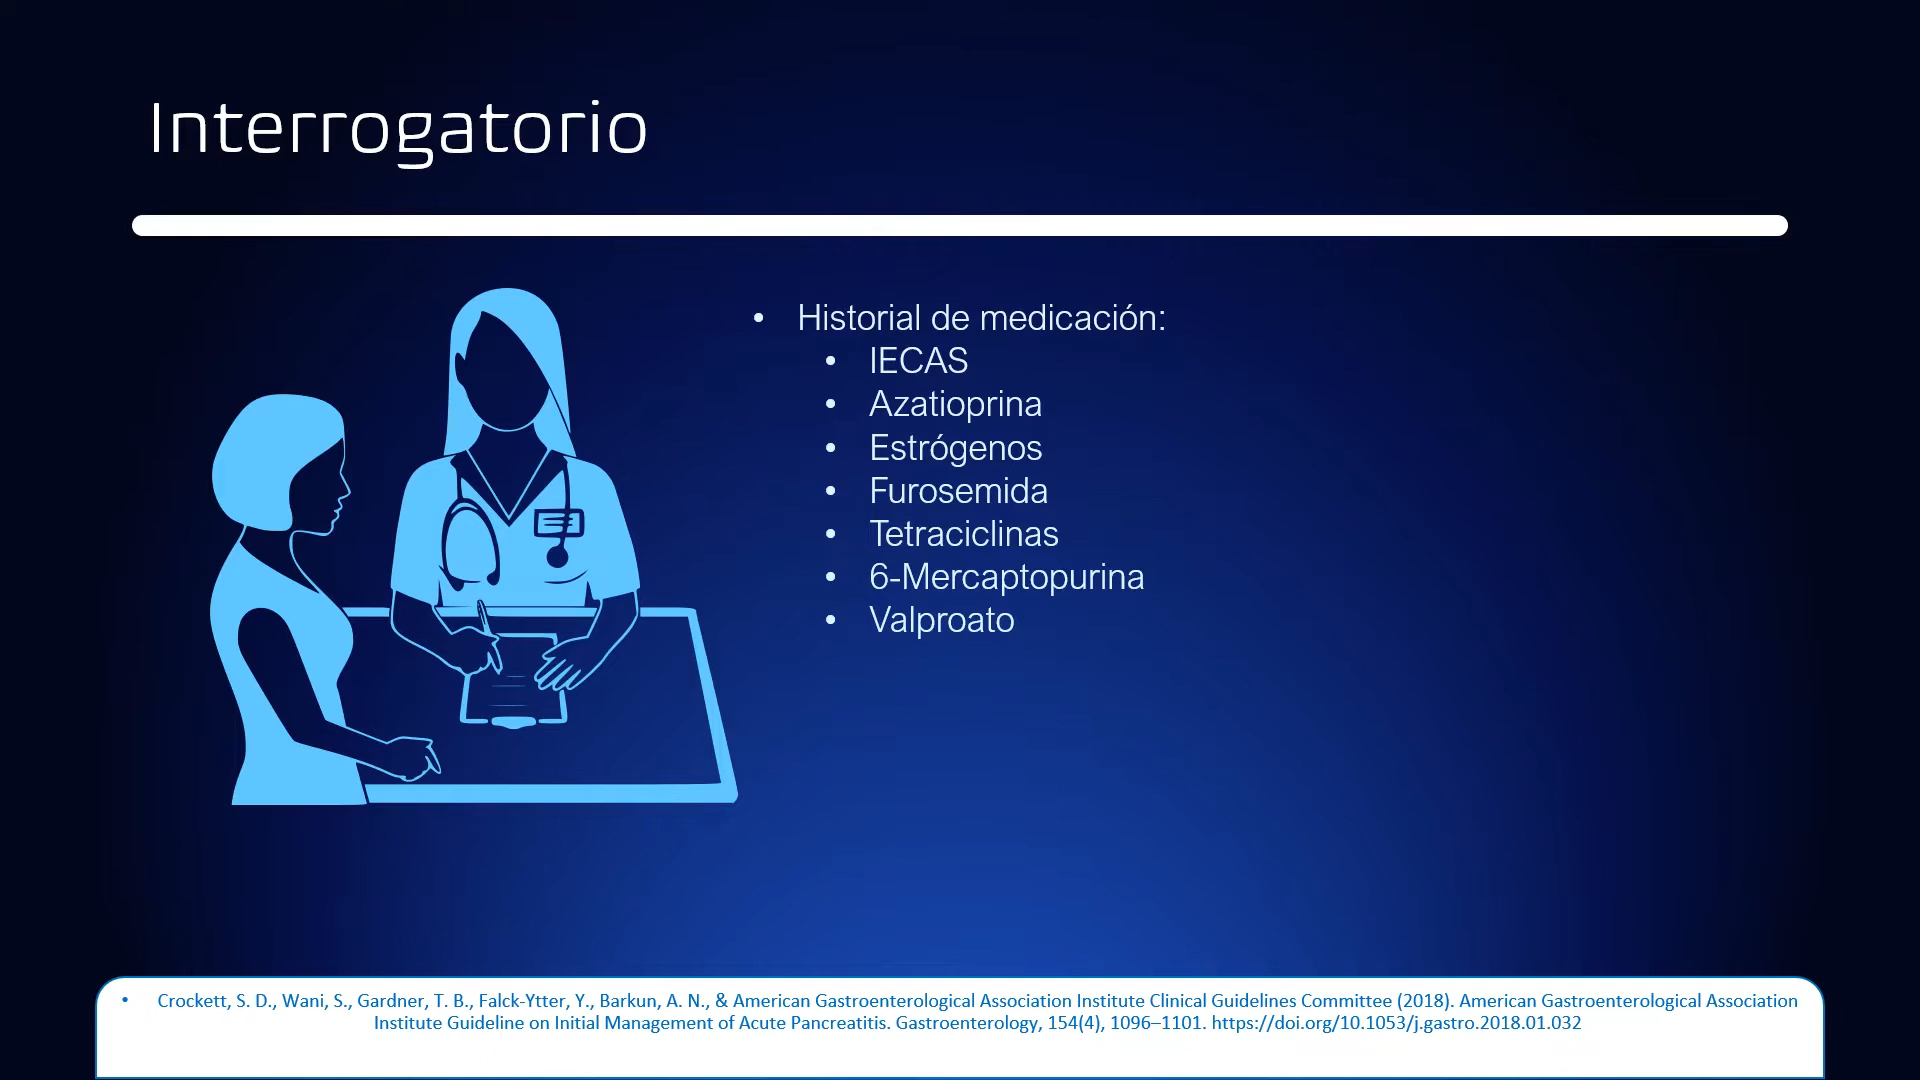 Interrogatorio
• Historial de medicación:
• IECAS
• Azatioprina
• Estrógenos
• Furosemida
• Tetraciclinas
• 6-Mercaptopurina
• Valproato
• Crockett, S. D., Wani, S., Gardner, T. B., Falck-Ytter, Y., Barkun, A. N., & American Gastroenterological Association Institute Clinical Guidelines Committee (2018). American Gastroenterological Association
Institute Guideline on Initial Management of Acute Pancreatitis. Gastroenterology, 154(4), 1096–1101. https://doi.org/10.1053/j.gastro.2018.01.032